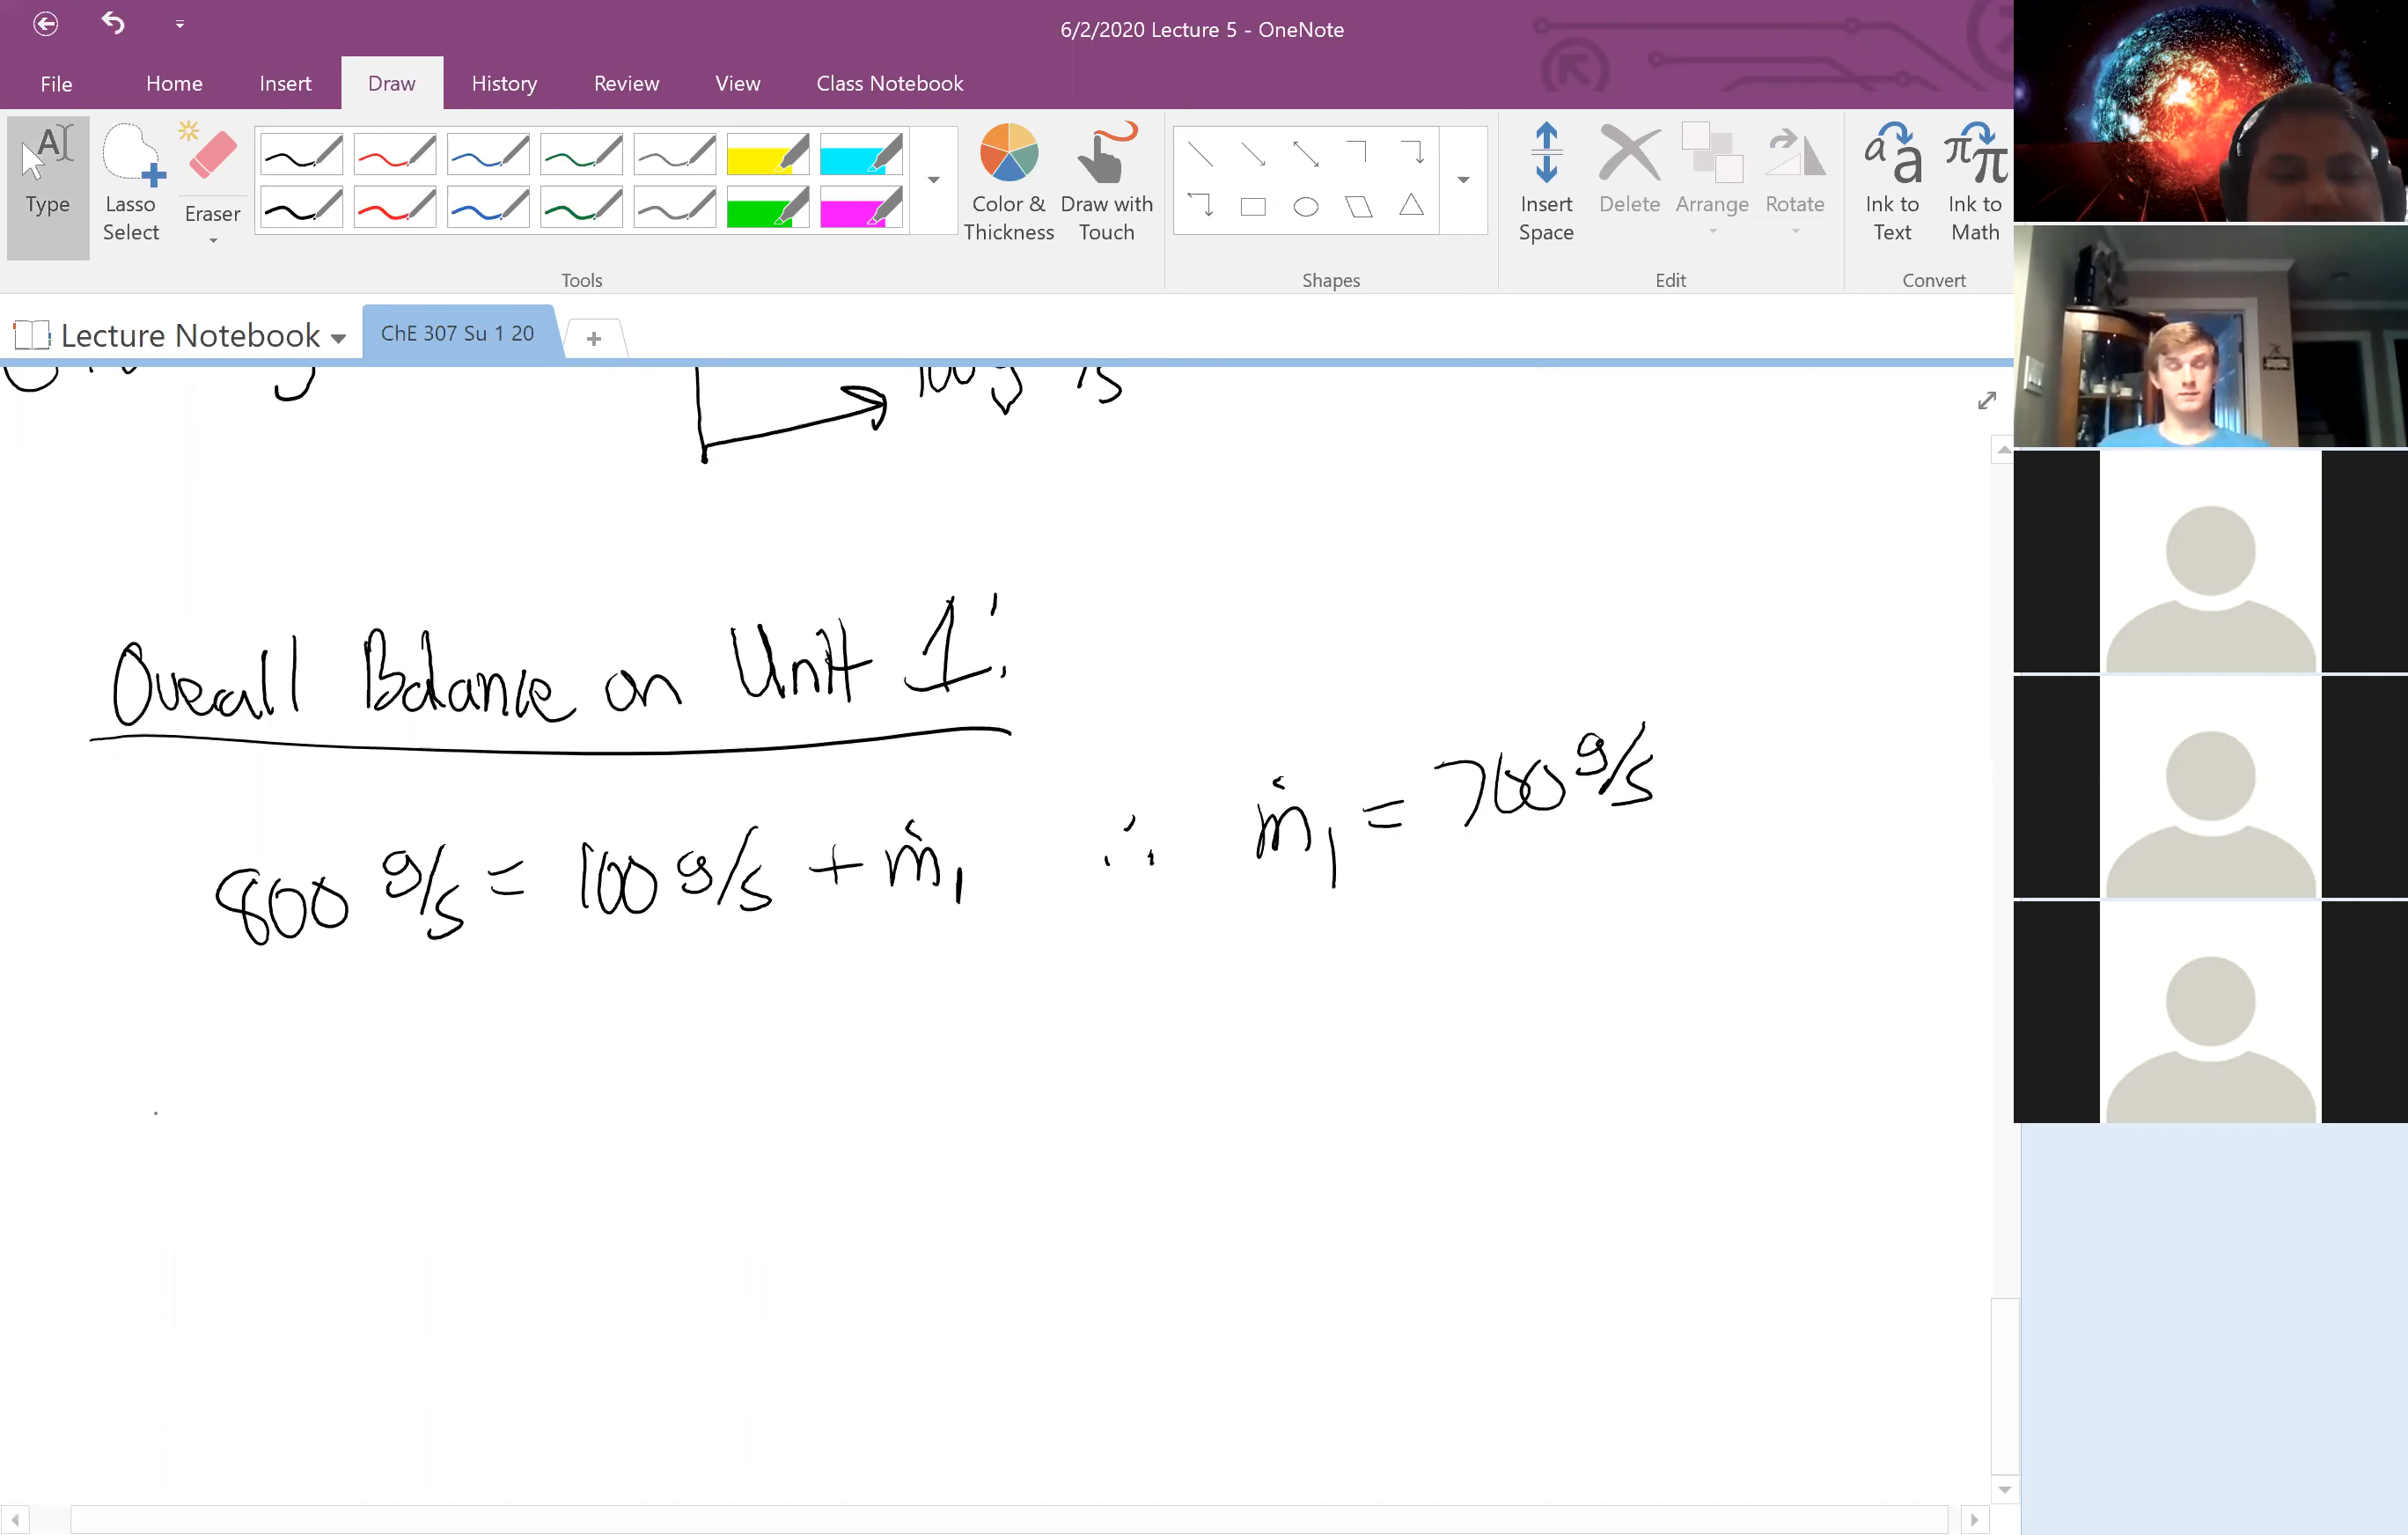 6/2/2020 Lecture 5 - OneNote
File Home Insert Draw History Review View Class Notebook
Type
Lasso Select
Eraser
Color & Thickness
Draw with Touch
Insert Space
Delete
Arrange
Rotate
Ink to Text
Ink to Math
Tools Shapes Edit Convert
Lecture Notebook ChE 307 Su 1 20 +
Overall Balance on Unit 1:
800 g/s = 100 g/s + ṁ₁ ∴ ṁ₁ = 700 g/s